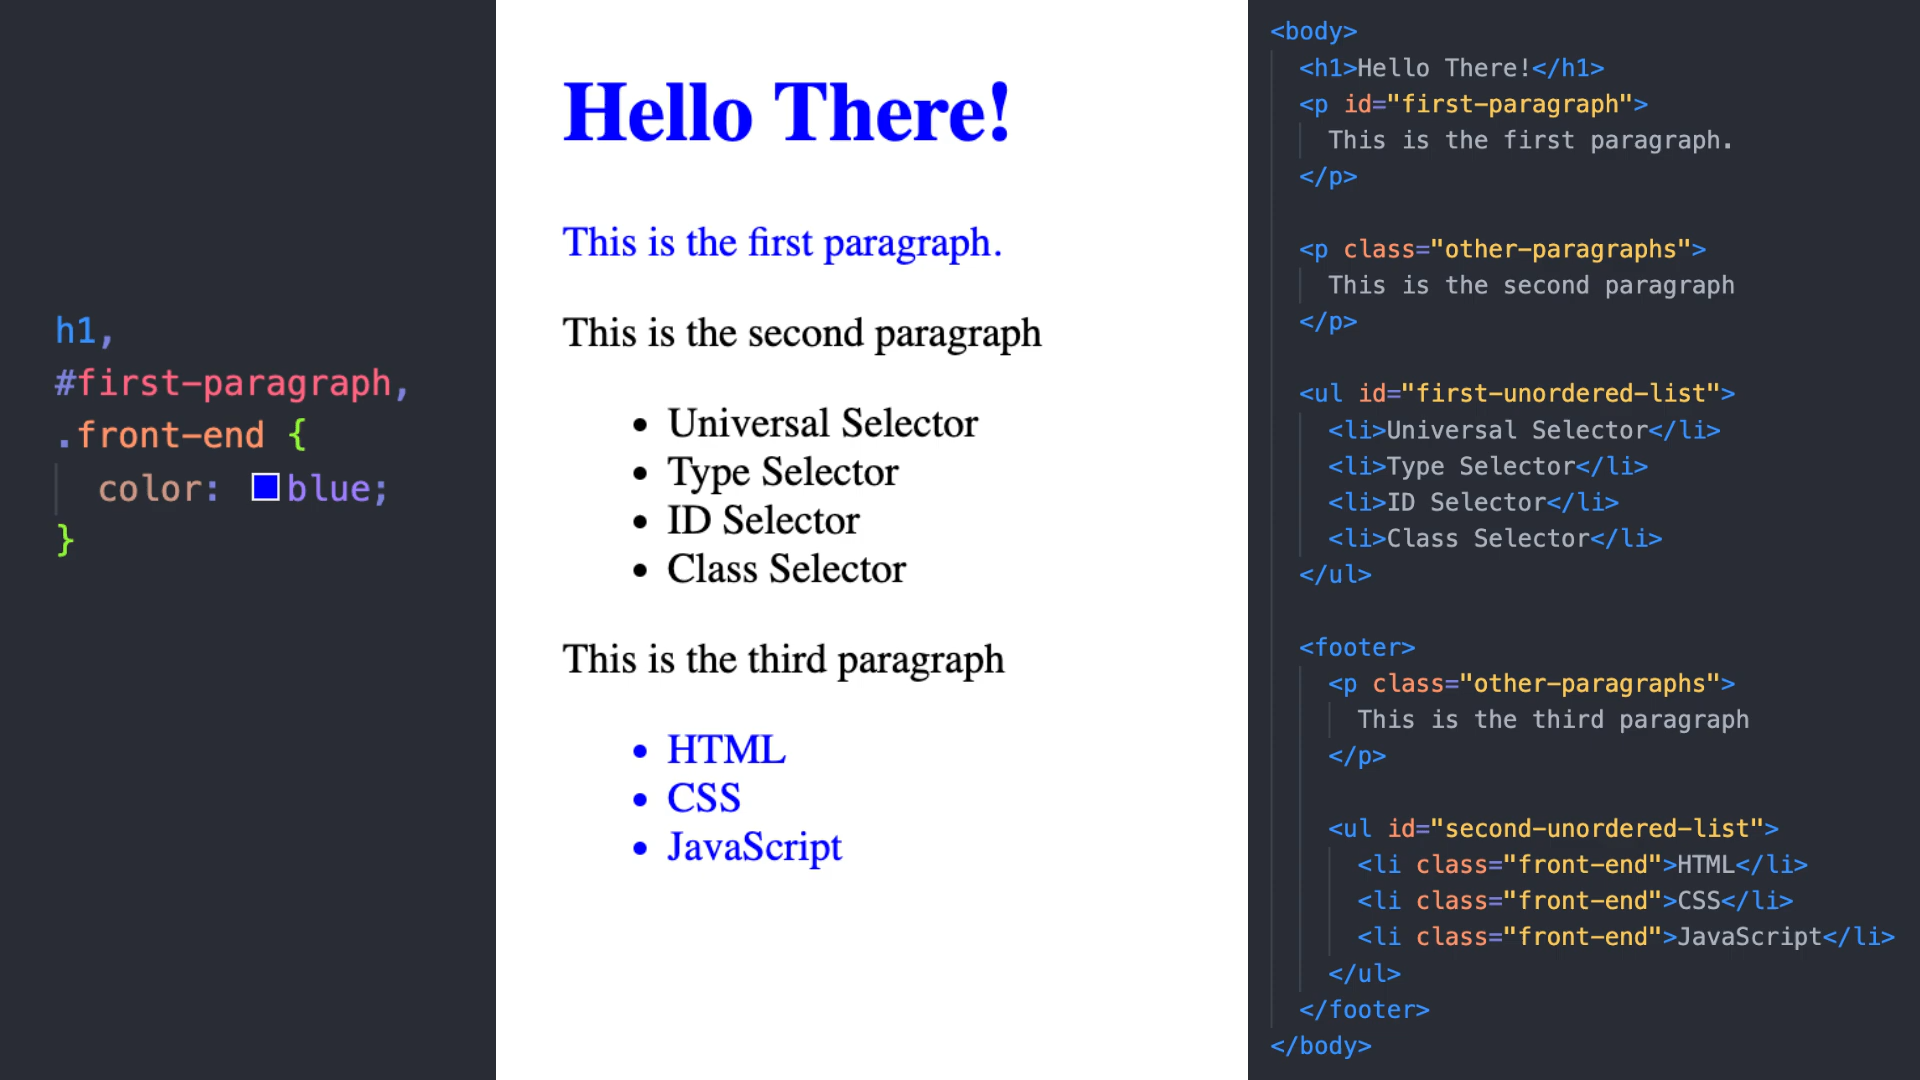 h1,
#first-paragraph,
.front-end {
color: blue;
}
Hello There!
This is the first paragraph.
This is the second paragraph
• Universal Selector
• Type Selector
• ID Selector
• Class Selector
This is the third paragraph
• HTML
• CSS
• JavaScript
<body>
<h1>Hello There!</h1>
<p id="first-paragraph">
This is the first paragraph.
</p>
<p class="other-paragraphs">
This is the second paragraph
</p>
<ul id="first-unordered-list">
<li>Universal Selector</li>
<li>Type Selector</li>
<li>ID Selector</li>
<li>Class Selector</li>
</ul>
<footer>
<p class="other-paragraphs">
This is the third paragraph
</p>
<ul id="second-unordered-list">
<li class="front-end">HTML</li>
<li class="front-end">CSS</li>
<li class="front-end">JavaScript</li>
</ul>
</footer>
</body>